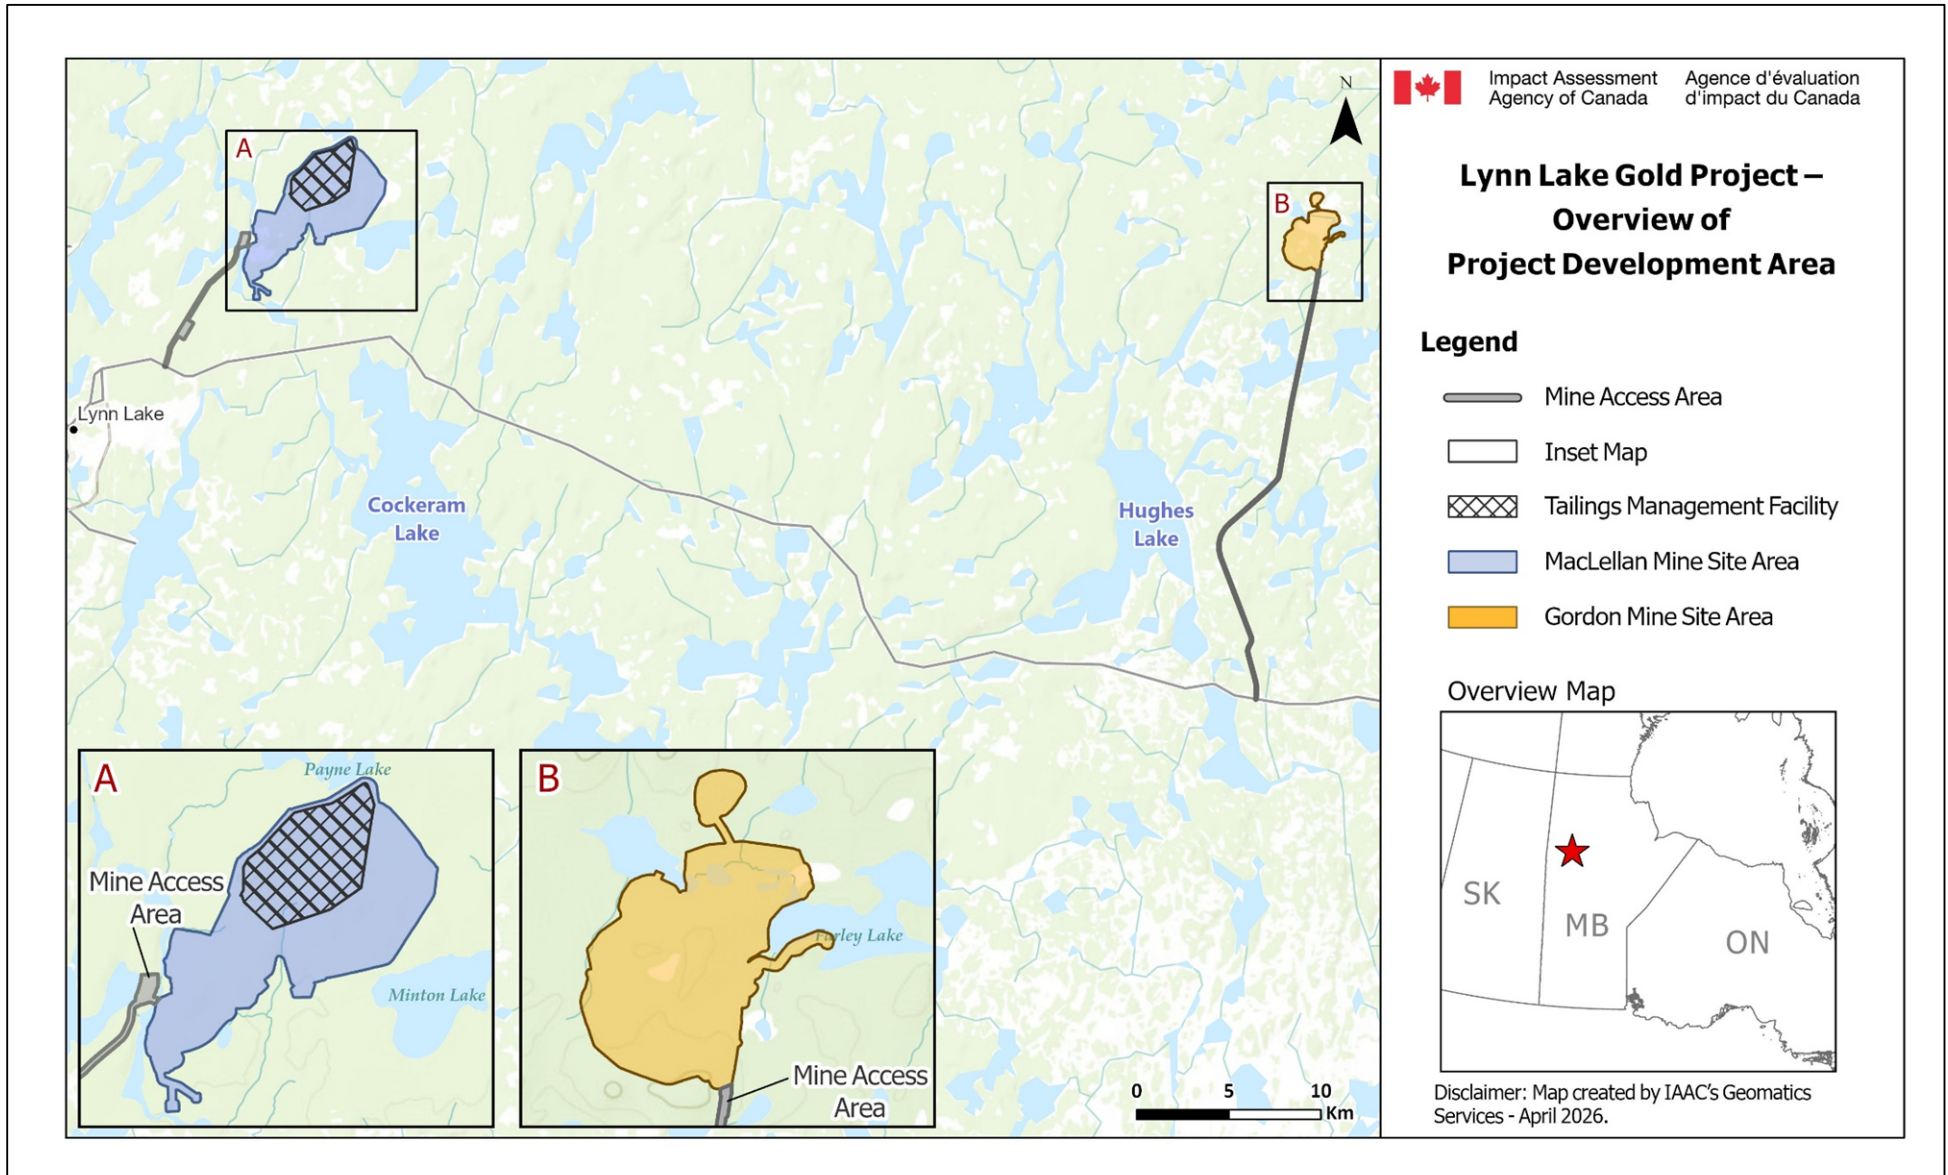 Impact Assessment
Agency of Canada
Agence d'évaluation
d'impact du Canada
Lynn Lake Gold Project –
Overview of
Project Development Area
Legend
Mine Access Area
Inset Map
Tailings Management Facility
MacLellan Mine Site Area
Gordon Mine Site Area
Overview Map
SK
MB
ON
Disclaimer: Map created by IAAC's Geomatics
Services - April 2026.
N
A
B
Lynn Lake
Cockeram
Lake
Hughes
Lake
A
Payne Lake
Mine Access
Area
Minton Lake
B
Farley Lake
Mine Access
Area
0 5 10
Km